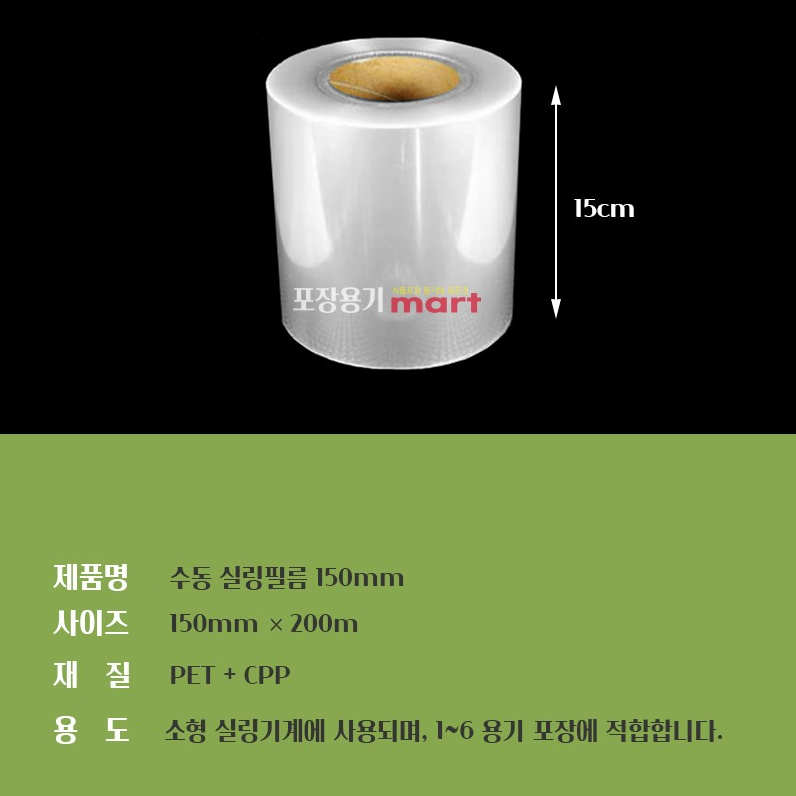 15cm
포장용기 mart
제품명 수동 실링필름 150mm
사이즈 150mm × 200m
재 질 PET + CPP
용 도 소형 실링기계에 사용되며, 1~6 용기 포장에 적합합니다.